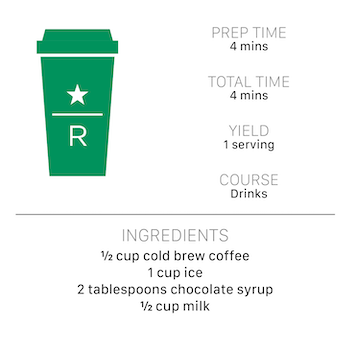 R
PREP TIME
4 mins
TOTAL TIME
4 mins
YIELD
1 serving
COURSE
Drinks
INGREDIENTS
½ cup cold brew coffee
1 cup ice
2 tablespoons chocolate syrup
½ cup milk